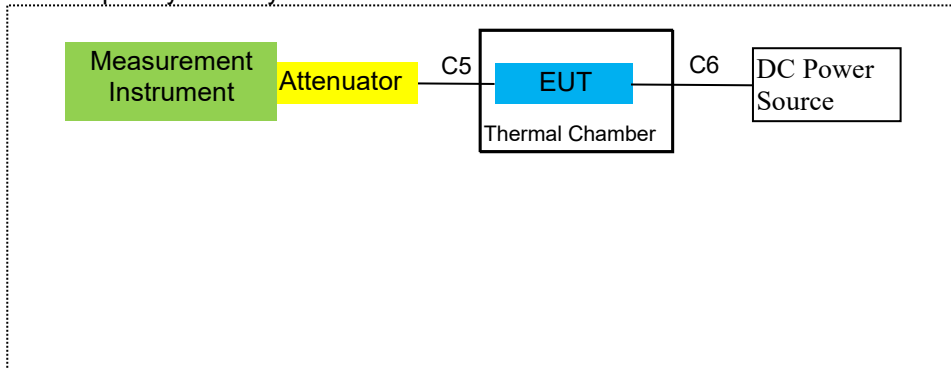 Measurement
Instrument
Attenuator
C5
EUT
Thermal Chamber
C6
DC Power
Source